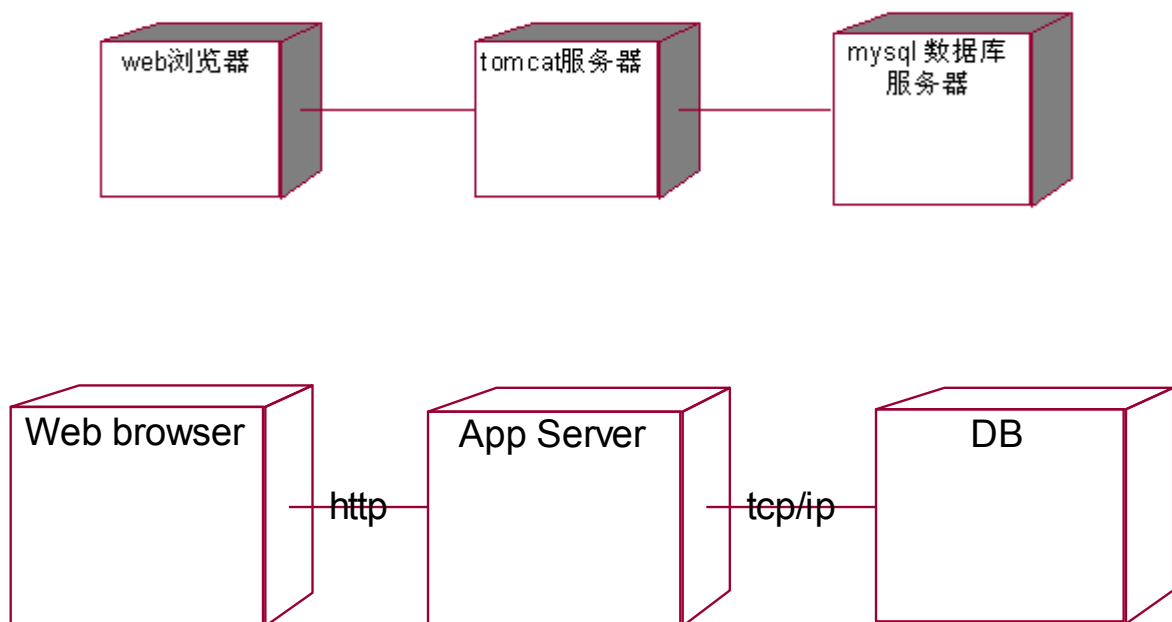 web浏览器
tomcat服务器
mysql 数据库
服务器
Web browser
App Server
DB
http
tcp/ip